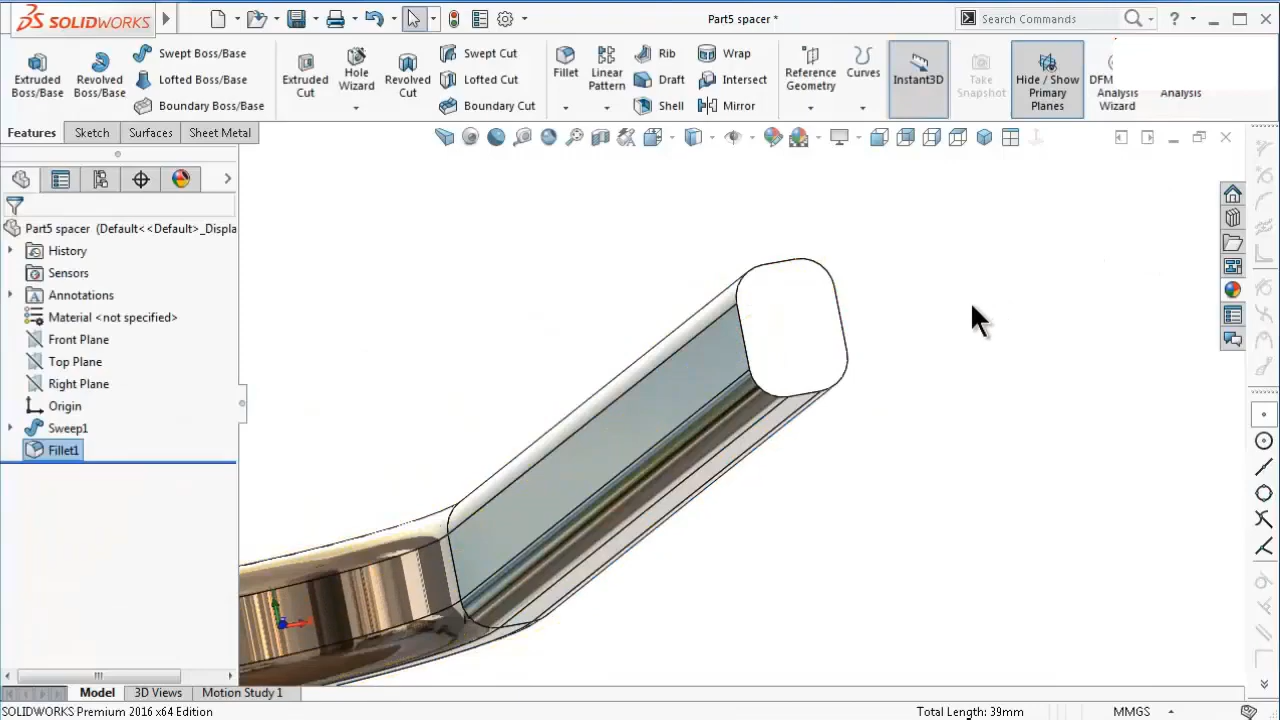 SOLIDWORKS
Part5 spacer *
Search Commands
Extruded Boss/Base
Revolved Boss/Base
Swept Boss/Base
Lofted Boss/Base
Boundary Boss/Base
Extruded Cut
Hole Wizard
Revolved Cut
Swept Cut
Lofted Cut
Boundary Cut
Fillet
Linear Pattern
Rib
Draft
Shell
Wrap
Intersect
Mirror
Reference Geometry
Curves
Instant3D
Take Snapshot
Hide / Show Primary Planes
DFM Analysis Wizard
Analysis
Features
Sketch
Surfaces
Sheet Metal
Part5 spacer (Default<<Default>_Displa
History
Sensors
Annotations
Material <not specified>
Front Plane
Top Plane
Right Plane
Origin
Sweep1
Fillet1
Model
3D Views
Motion Study 1
SOLIDWORKS Premium 2016 x64 Edition
Total Length: 39mm
MMGS